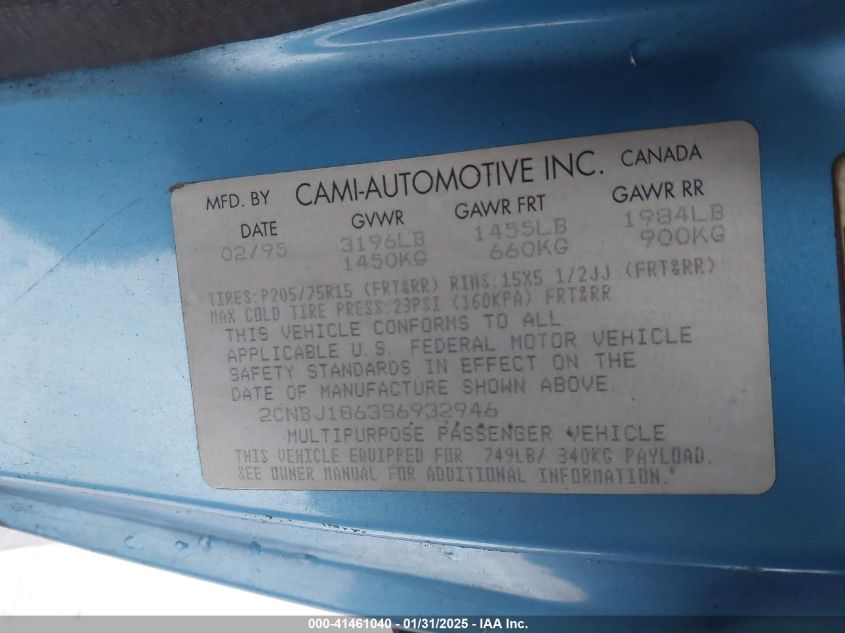 MFD. BY CAMI-AUTOMOTIVE INC. CANADA
DATE GVWR GAWR FRT GAWR RR
02/95 3196LB 1455LB 1984LB
1450KG 660KG 900KG
TIRES:P205/75R15 (FRT&RR) RIMS:15X5 1/2JJ (FRT&RR)
MAX COLD TIRE PRESS:23PSI (160KPA) FRT&RR
THIS VEHICLE CONFORMS TO ALL
APPLICABLE U.S. FEDERAL MOTOR VEHICLE
SAFETY STANDARDS IN EFFECT ON THE
DATE OF MANUFACTURE SHOWN ABOVE.
2CNBJ1863S6932946
MULTIPURPOSE PASSENGER VEHICLE
THIS VEHICLE EQUIPPED FOR 749LB/ 340KG PAYLOAD.
SEE OWNER MANUAL FOR ADDITIONAL INFORMATION.
000-41461040 - 01/31/2025 - IAA Inc.